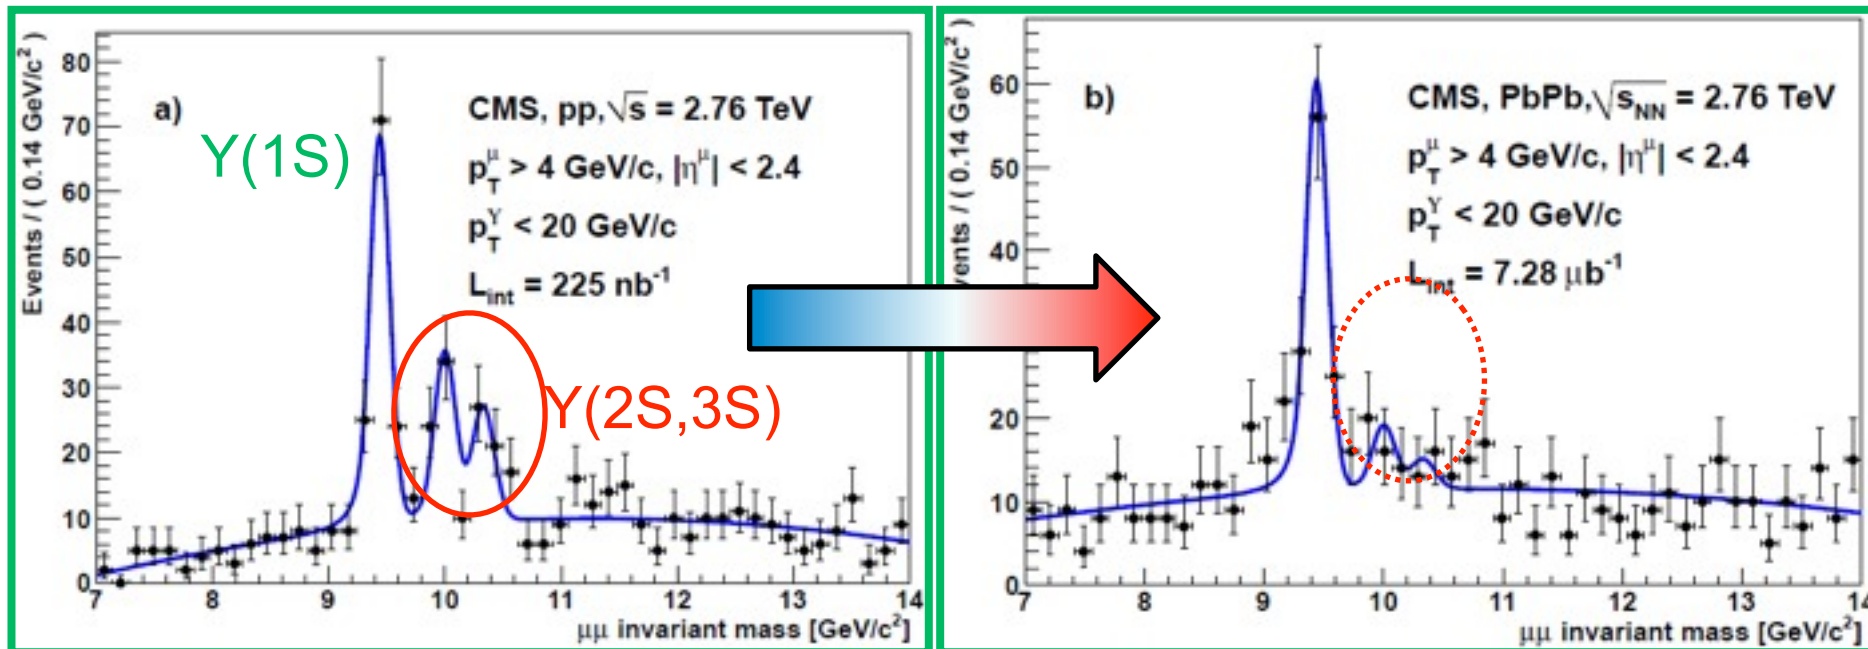 Events / ( 0.14 GeV/c² )
80
70
60
50
40
30
20
10
0
a)
CMS, pp, √s = 2.76 TeV
Y(1S)
p_T^μ > 4 GeV/c, |η^μ| < 2.4
p_T^Υ < 20 GeV/c
L_int = 225 nb⁻¹
Y(2S,3S)
7 8 9 10 11 12 13 14
μμ invariant mass [GeV/c²]
vents / ( 0.14 GeV/c² )
60
50
40
20
10
0
b)
CMS, PbPb, √s_NN = 2.76 TeV
p_T^μ > 4 GeV/c, |η^μ| < 2.4
p_T^Υ < 20 GeV/c
L_int = 7.28 μb⁻¹
7 8 9 10 11 12 13 14
μμ invariant mass [GeV/c²]